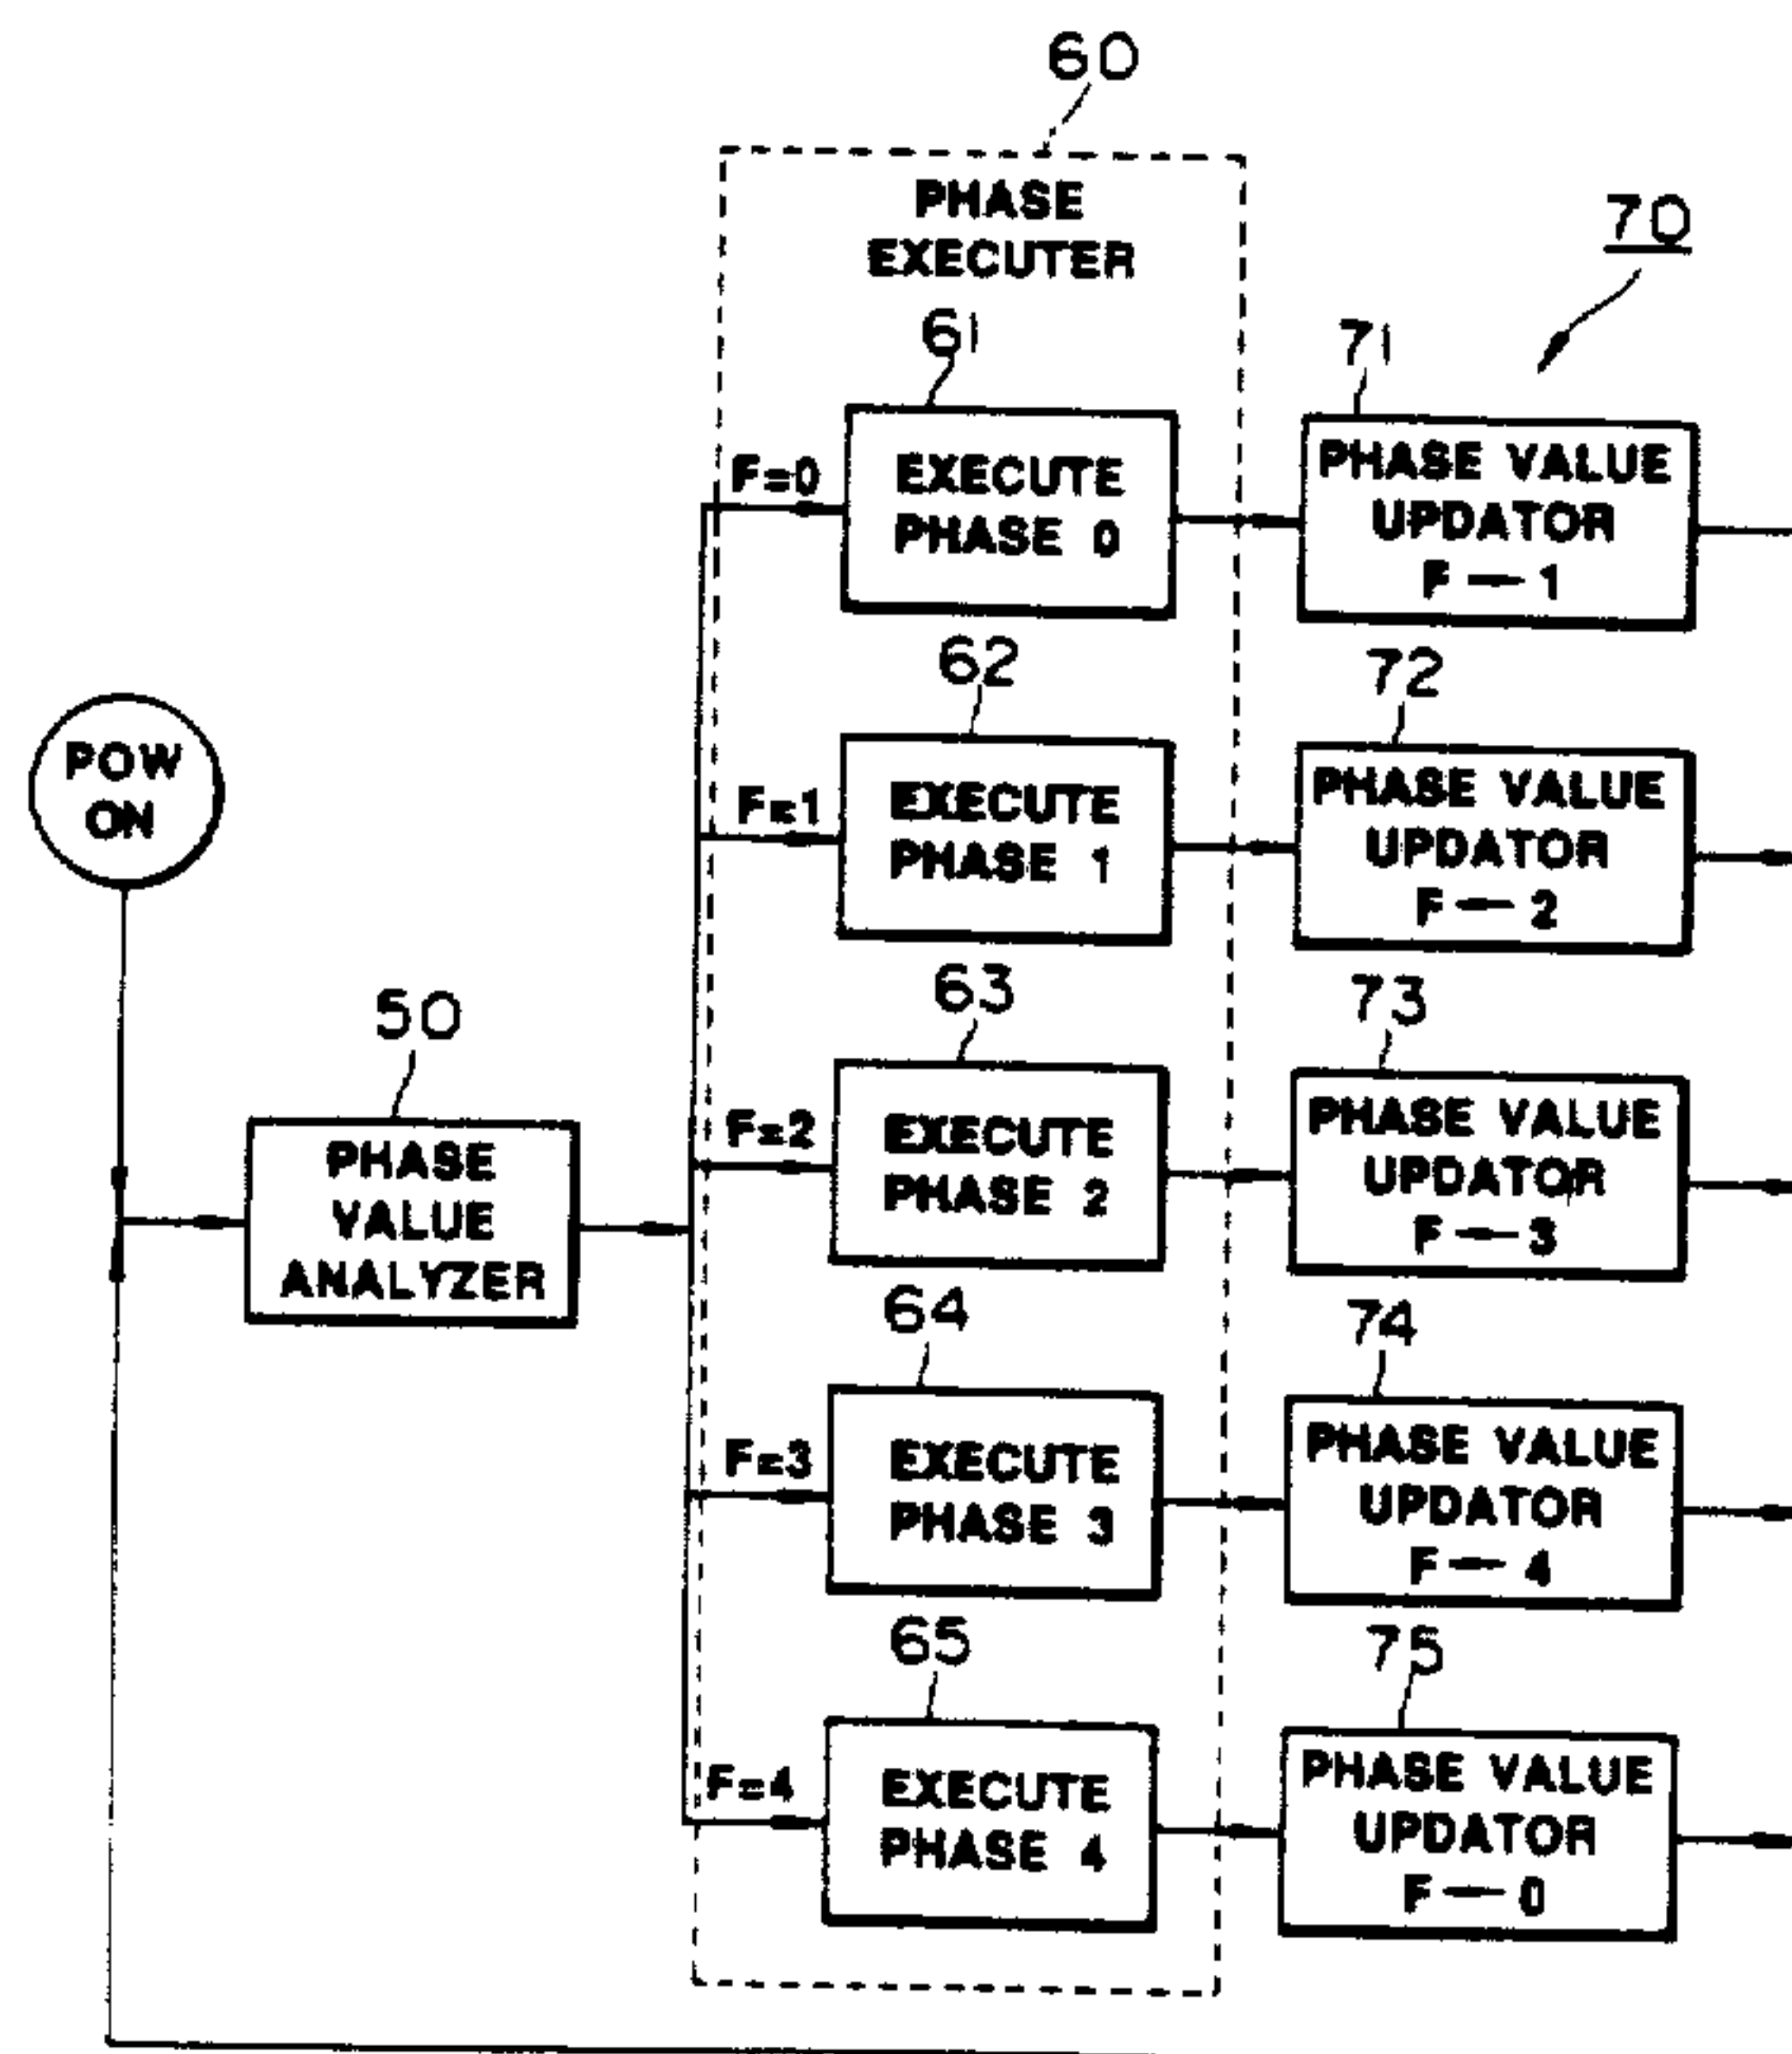 60
PHASE
EXECUTER
70
61
71
F=0
EXECUTE
PHASE 0
PHASE VALUE
UPDATOR
F — 1
62
72
POW
ON
F=1
EXECUTE
PHASE 1
PHASE VALUE
UPDATOR
F — 2
50
63
73
PHASE
VALUE
ANALYZER
F=2
EXECUTE
PHASE 2
PHASE VALUE
UPDATOR
F — 3
64
74
F=3
EXECUTE
PHASE 3
PHASE VALUE
UPDATOR
F — 4
65
75
F=4
EXECUTE
PHASE 4
PHASE VALUE
UPDATOR
F — 0